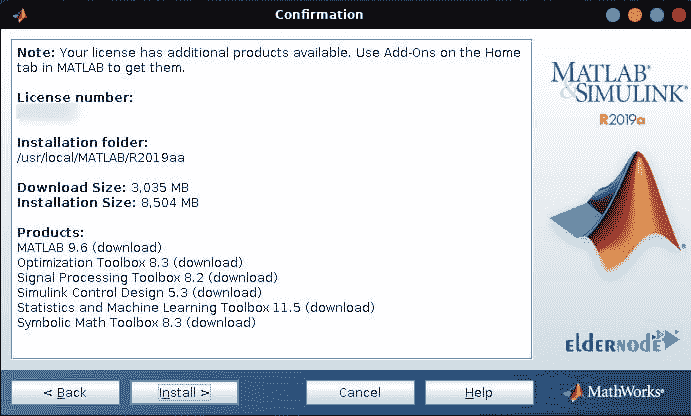 Confirmation
Note: Your license has additional products available. Use Add-Ons on the Home
tab in MATLAB to get them.
License number:
Installation folder:
/usr/local/MATLAB/R2019aa
Download Size: 3,035 MB
Installation Size: 8,504 MB
Products:
MATLAB 9.6 (download)
Optimization Toolbox 8.3 (download)
Signal Processing Toolbox 8.2 (download)
Simulink Control Design 5.3 (download)
Statistics and Machine Learning Toolbox 11.5 (download)
Symbolic Math Toolbox 8.3 (download)
MATLAB®
&SIMULINK®
R2019a
ELDERNODE
< Back
Install >
Cancel
Help
MathWorks®